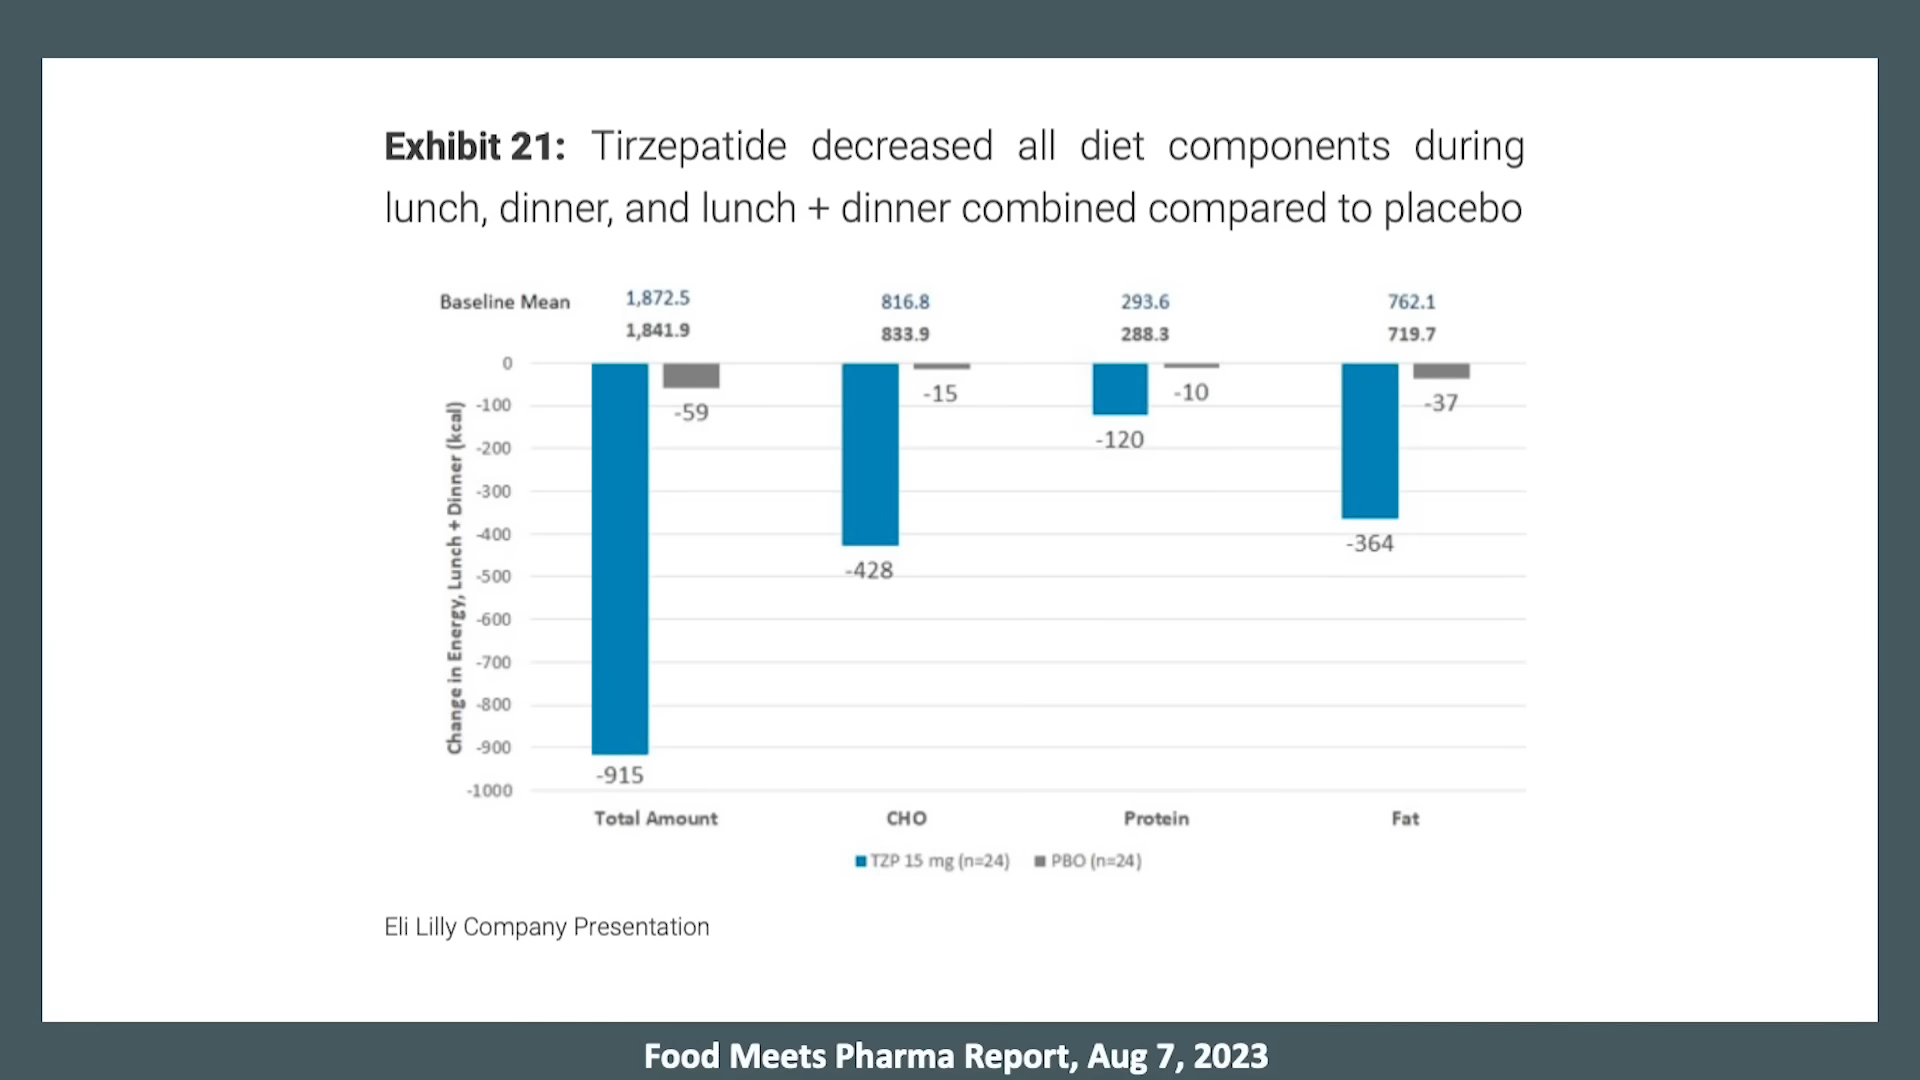 Exhibit 21: Tirzepatide decreased all diet components during
lunch, dinner, and lunch + dinner combined compared to placebo
Baseline Mean
1,872.5 816.8 293.6 762.1
1,841.9 833.9 288.3 719.7
Change in Energy, Lunch + Dinner (kcal)
0
-100
-200
-300
-400
-500
-600
-700
-800
-900
-1000
-915
-59
-428
-15
-120
-10
-364
-37
Total Amount CHO Protein Fat
TZP 15 mg (n=24) PBO (n=24)
Eli Lilly Company Presentation
Food Meets Pharma Report, Aug 7, 2023